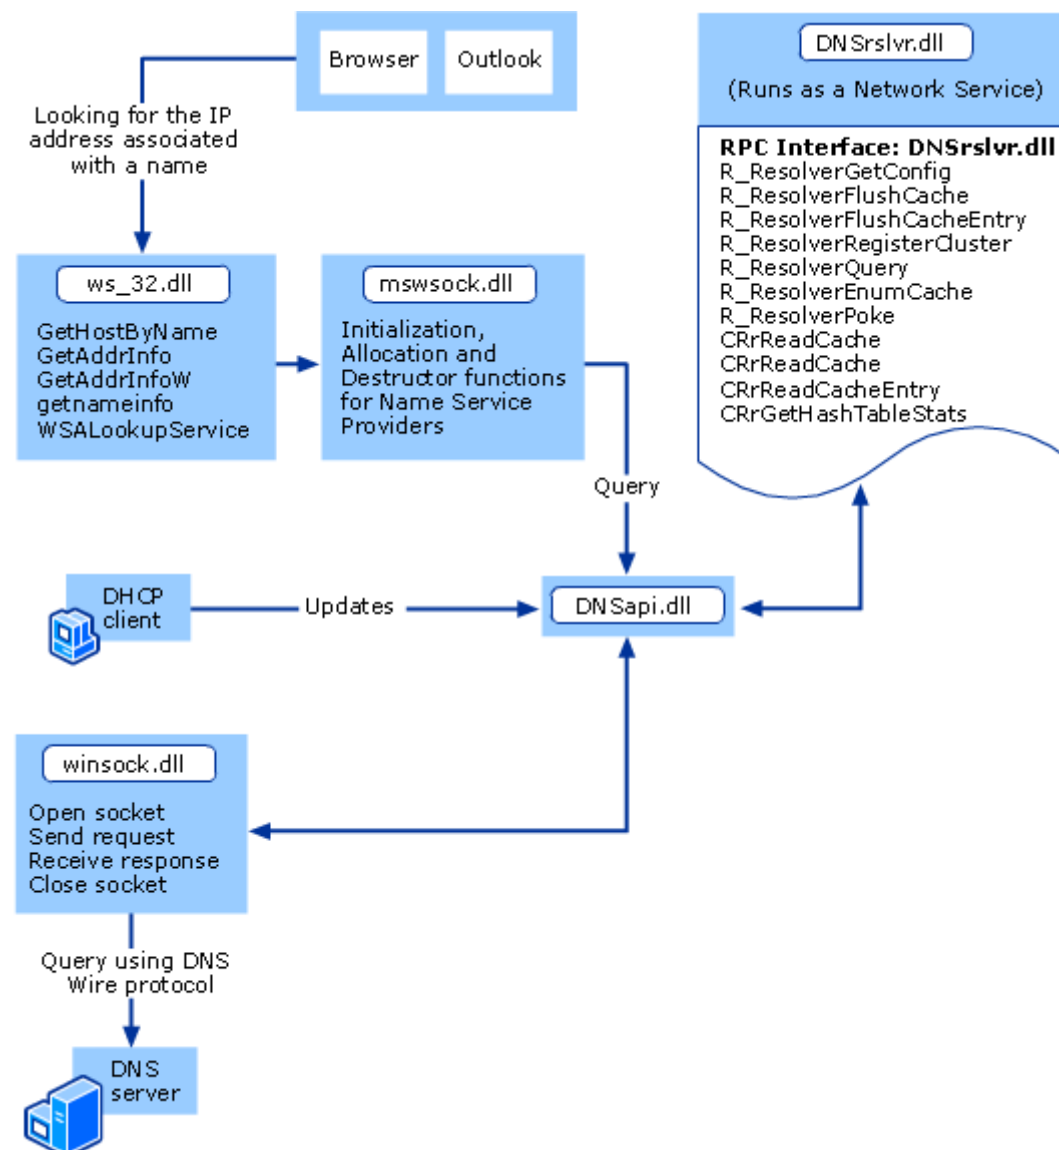 Browser
Outlook
Looking for the IP
address associated
with a name
ws_32.dll
GetHostByName
GetAddrInfo
GetAddrInfoW
getnameinfo
WSALookupService
mswsock.dll
Initialization,
Allocation and
Destructor functions
for Name Service
Providers
DNSrslvr.dll
(Runs as a Network Service)
RPC Interface: DNSrslvr.dll
R_ResolverGetConfig
R_ResolverFlushCache
R_ResolverFlushCacheEntry
R_ResolverRegisterCluster
R_ResolverQuery
R_ResolverEnumCache
R_ResolverPoke
CRrReadCache
CRrReadCache
CRrReadCacheEntry
CRrGetHashTableStats
Query
DHCP
client
Updates
DNSapi.dll
winsock.dll
Open socket
Send request
Receive response
Close socket
Query using DNS
Wire protocol
DNS
server